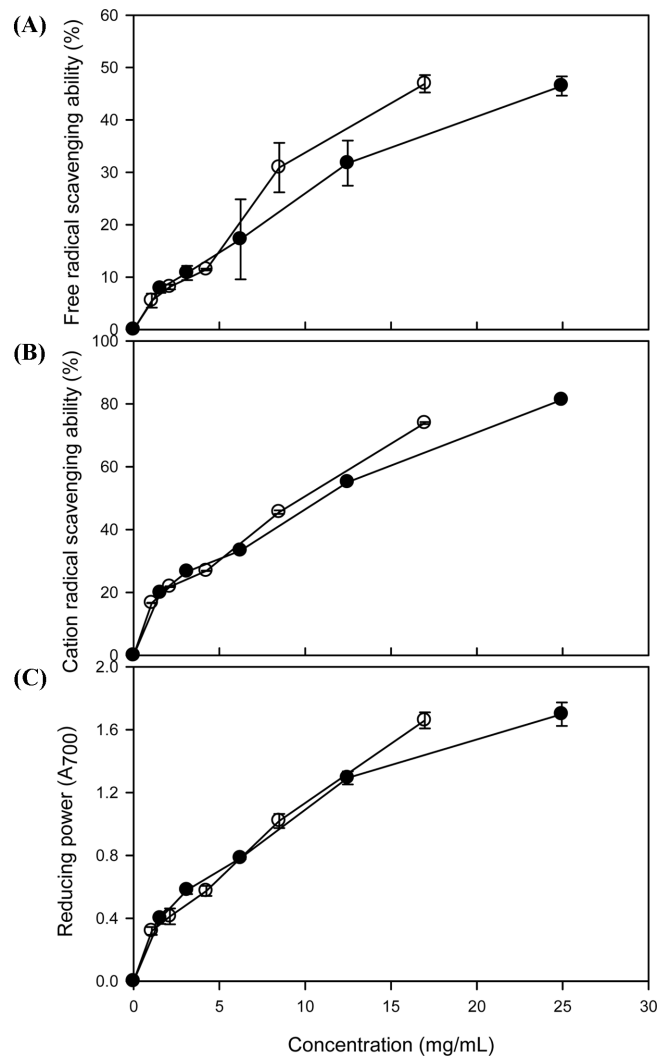 (A)
Free radical scavenging ability (%)
60
50
40
30
20
10
0
(B)
Cation radical scavenging ability (%)
100
80
60
40
20
0
(C)
Reducing power (A700)
2.0
1.6
1.2
0.8
0.4
0.0
0 5 10 15 20 25 30
Concentration (mg/mL)